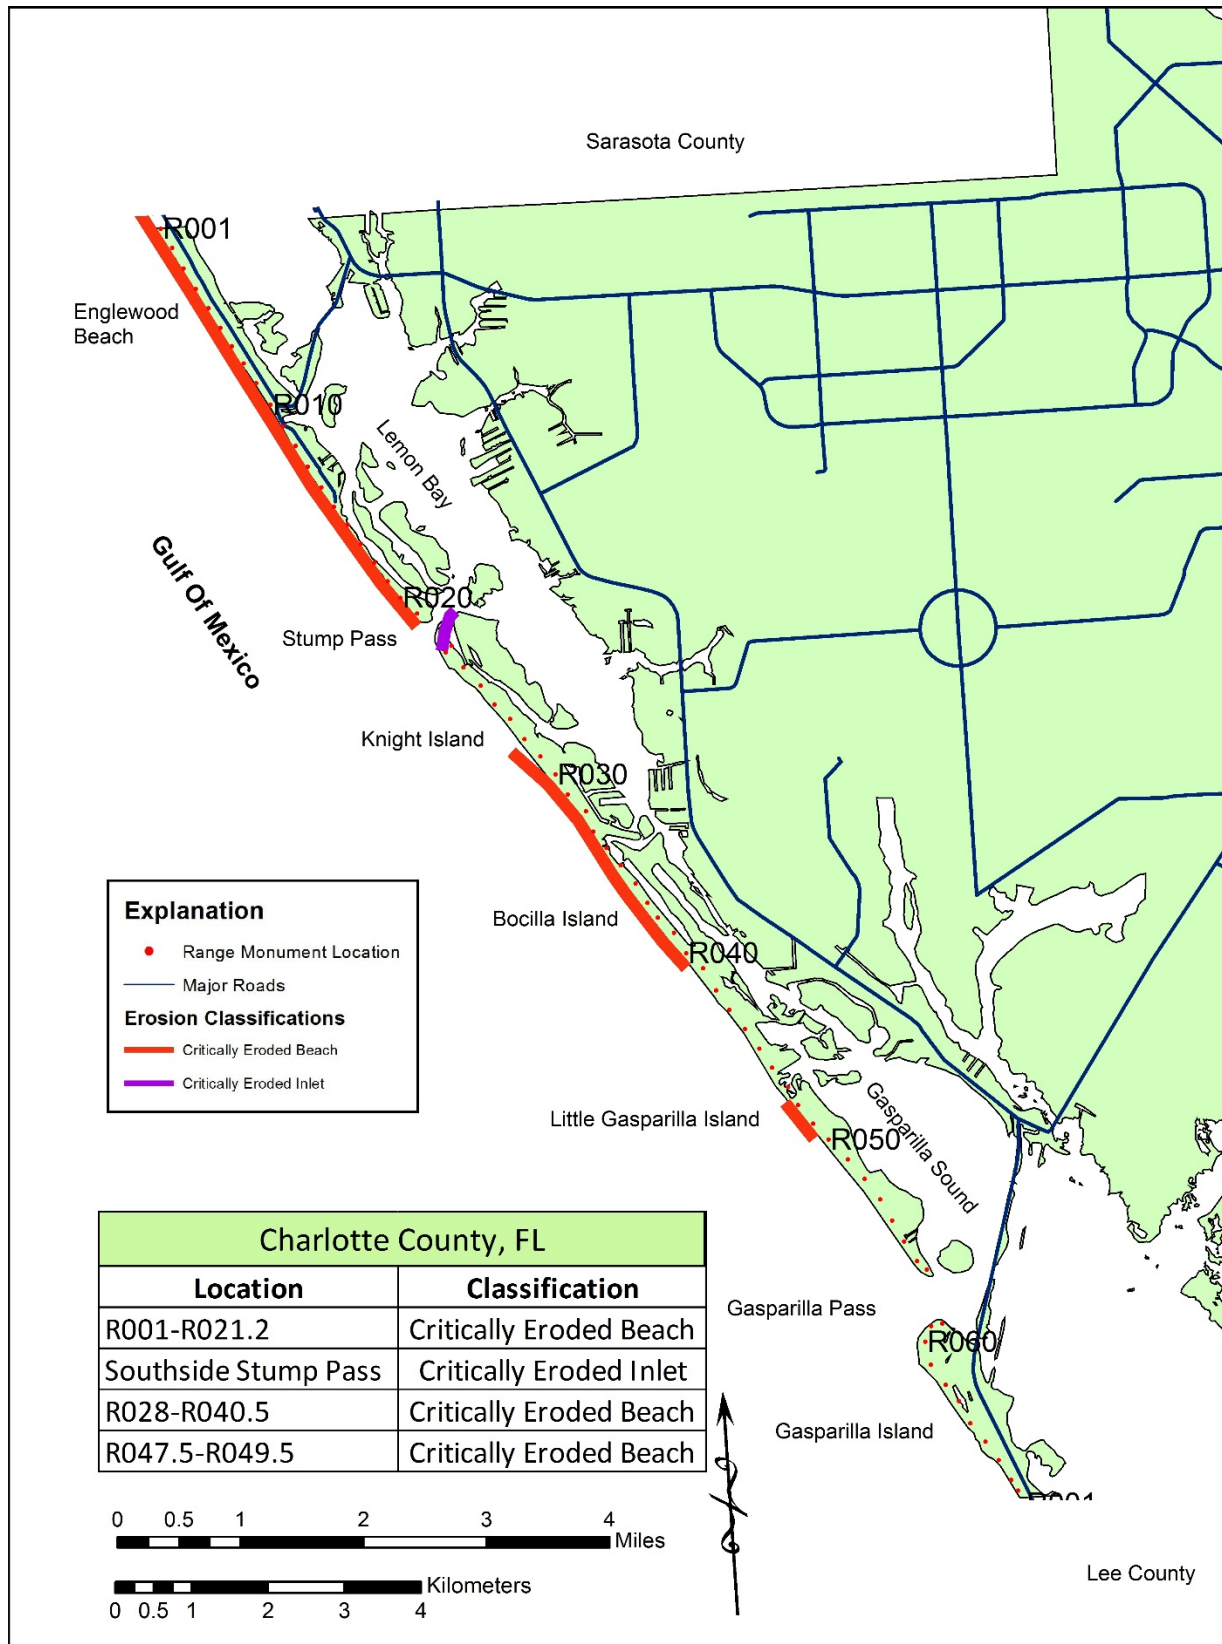 Sarasota County
R001
Englewood
Beach
R010
Lemon Bay
Gulf Of Mexico
R020
Stump Pass
Knight Island
R030
Bocilla Island
R040
Explanation
Range Monument Location
Major Roads
Erosion Classifications
Critically Eroded Beach
Critically Eroded Inlet
Little Gasparilla Island
R050
Gasparilla Sound
Gasparilla Pass
R060
Gasparilla Island
R001
Charlotte County, FL
Location Classification
R001-R021.2 Critically Eroded Beach
Southside Stump Pass Critically Eroded Inlet
R028-R040.5 Critically Eroded Beach
R047.5-R049.5 Critically Eroded Beach
0 0.5 1 2 3 4
Miles
Kilometers
0 0.5 1 2 3 4
Lee County